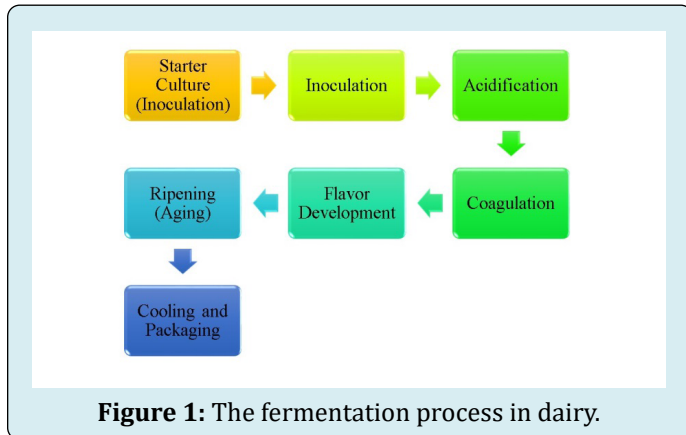 Starter
Culture
(Inoculation)
Inoculation
Acidification
Coagulation
Flavor
Development
Ripening
(Aging)
Cooling and
Packaging
Figure 1: The fermentation process in dairy.